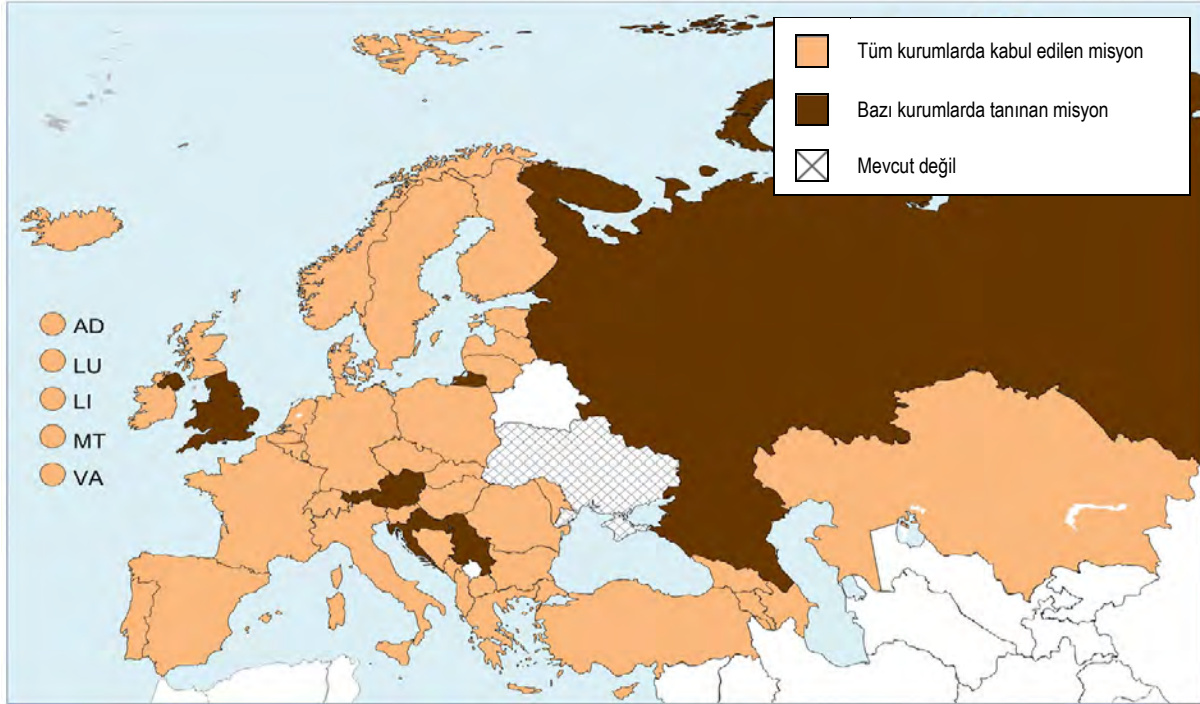 Tüm kurumlarda kabul edilen misyon
Bazı kurumlarda tanınan misyon
Mevcut değil
AD
LU
LI
MT
VA